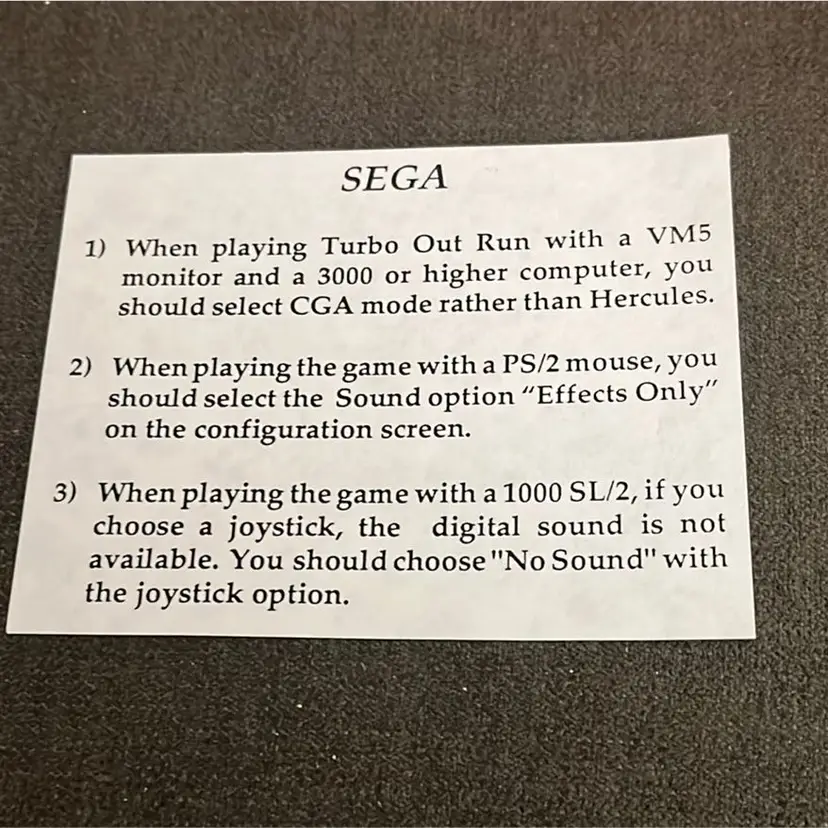 SEGA
1) When playing Turbo Out Run with a VM5
monitor and a 3000 or higher computer, you
should select CGA mode rather than Hercules.
2) When playing the game with a PS/2 mouse, you
should select the Sound option “Effects Only”
on the configuration screen.
3) When playing the game with a 1000 SL/2, if you
choose a joystick, the digital sound is not
available. You should choose "No Sound" with
the joystick option.